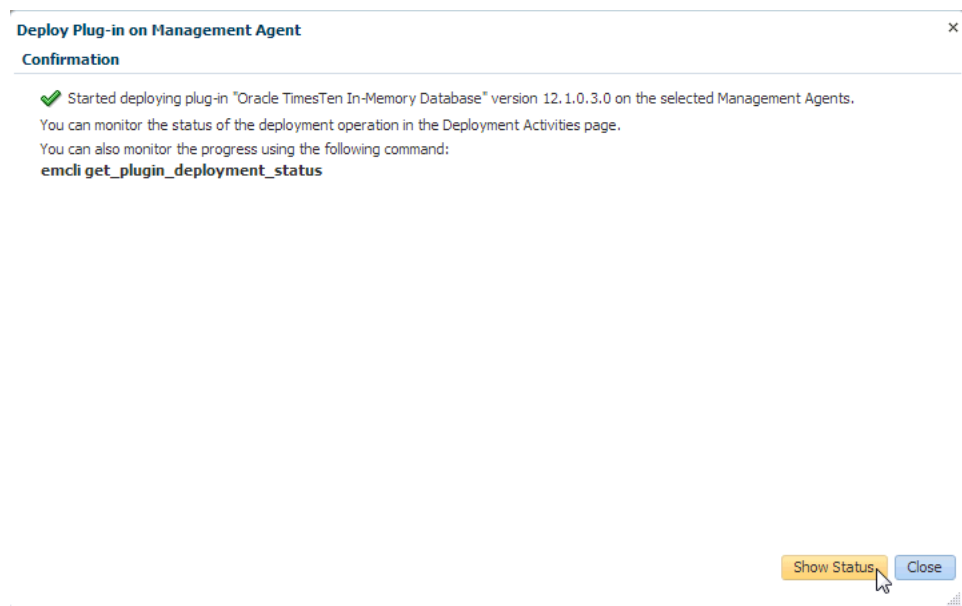 Deploy Plug-in on Management Agent
Confirmation
Started deploying plug-in "Oracle TimesTen In-Memory Database" version 12.1.0.3.0 on the selected Management Agents.
You can monitor the status of the deployment operation in the Deployment Activities page.
You can also monitor the progress using the following command:
emcli get_plugin_deployment_status
Show Status Close